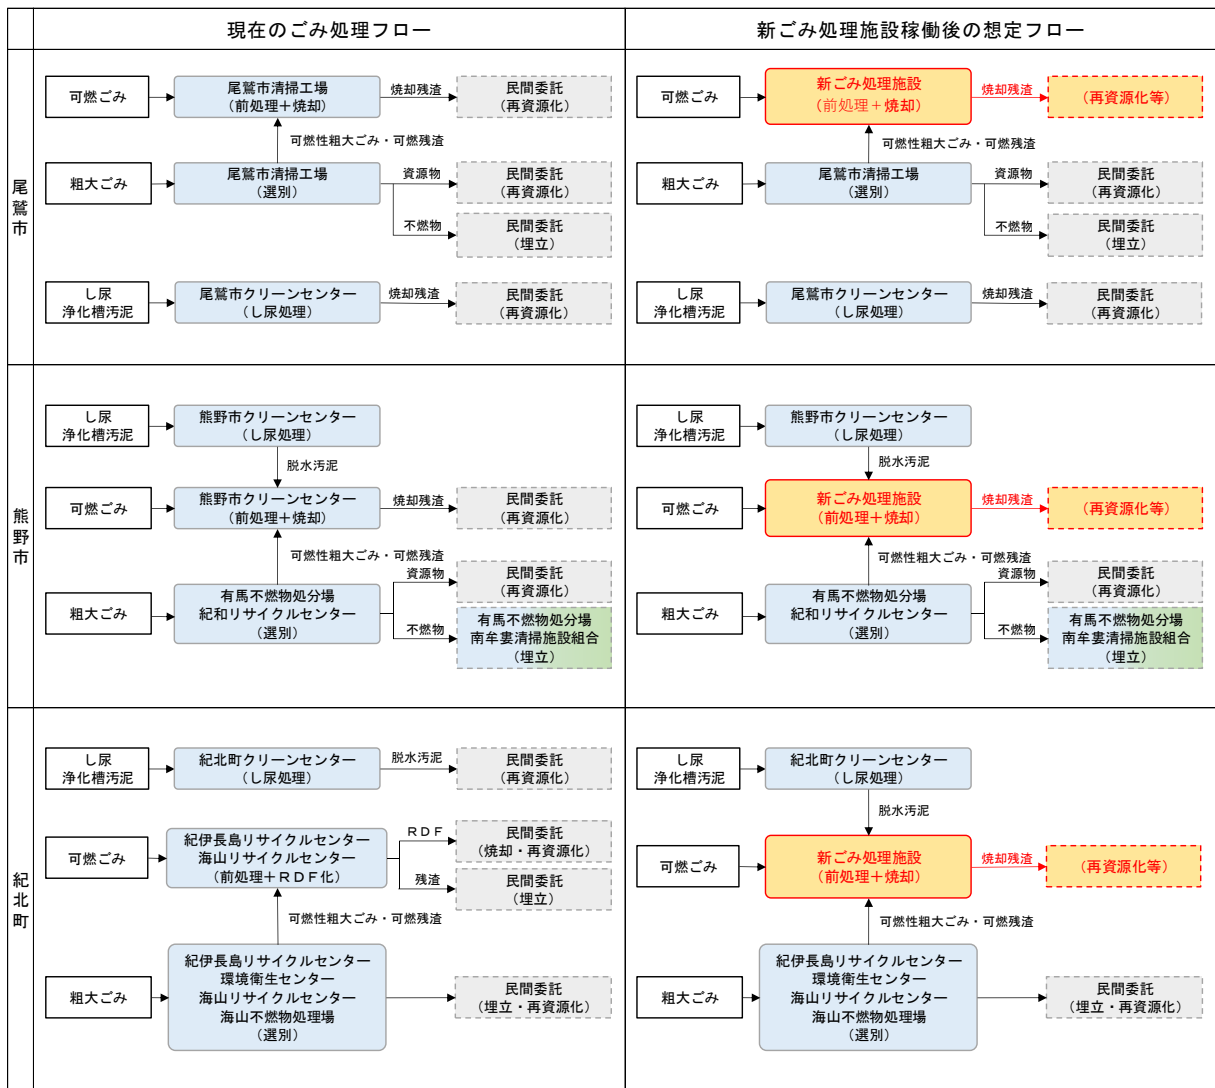 現在のごみ処理フロー
新ごみ処理施設稼働後の想定フロー
尾鷲市
可燃ごみ
尾鷲市清掃工場
(前処理+焼却)
焼却残渣
民間委託
(再資源化)
可燃性粗大ごみ・可燃残渣
粗大ごみ
尾鷲市清掃工場
(選別)
資源物
民間委託
(再資源化)
不燃物
民間委託
(埋立)
し尿
浄化槽汚泥
尾鷲市クリーンセンター
(し尿処理)
焼却残渣
民間委託
(再資源化)
可燃ごみ
新ごみ処理施設
(前処理+焼却)
焼却残渣
(再資源化等)
可燃性粗大ごみ・可燃残渣
粗大ごみ
尾鷲市清掃工場
(選別)
資源物
民間委託
(再資源化)
不燃物
民間委託
(埋立)
し尿
浄化槽汚泥
尾鷲市クリーンセンター
(し尿処理)
焼却残渣
民間委託
(再資源化)
熊野市
し尿
浄化槽汚泥
熊野市クリーンセンター
(し尿処理)
脱水汚泥
可燃ごみ
熊野市クリーンセンター
(前処理+焼却)
焼却残渣
民間委託
(再資源化)
可燃性粗大ごみ・可燃残渣
粗大ごみ
有馬不燃物処分場
紀和リサイクルセンター
(選別)
資源物
民間委託
(再資源化)
不燃物
有馬不燃物処分場
南牟婁清掃施設組合
(埋立)
し尿
浄化槽汚泥
熊野市クリーンセンター
(し尿処理)
脱水汚泥
可燃ごみ
新ごみ処理施設
(前処理+焼却)
焼却残渣
(再資源化等)
可燃性粗大ごみ・可燃残渣
粗大ごみ
有馬不燃物処分場
紀和リサイクルセンター
(選別)
資源物
民間委託
(再資源化)
不燃物
有馬不燃物処分場
南牟婁清掃施設組合
(埋立)
紀北町
し尿
浄化槽汚泥
紀北町クリーンセンター
(し尿処理)
脱水汚泥
民間委託
(再資源化)
可燃ごみ
紀伊長島リサイクルセンター
海山リサイクルセンター
(前処理+RDF化)
RDF
民間委託
(焼却・再資源化)
残渣
民間委託
(埋立)
可燃性粗大ごみ・可燃残渣
粗大ごみ
紀伊長島リサイクルセンター
環境衛生センター
海山リサイクルセンター
海山不燃物処理場
(選別)
民間委託
(埋立・再資源化)
し尿
浄化槽汚泥
紀北町クリーンセンター
(し尿処理)
脱水汚泥
可燃ごみ
新ごみ処理施設
(前処理+焼却)
焼却残渣
(再資源化等)
可燃性粗大ごみ・可燃残渣
粗大ごみ
紀伊長島リサイクルセンター
環境衛生センター
海山リサイクルセンター
海山不燃物処理場
(選別)
民間委託
(埋立・再資源化)